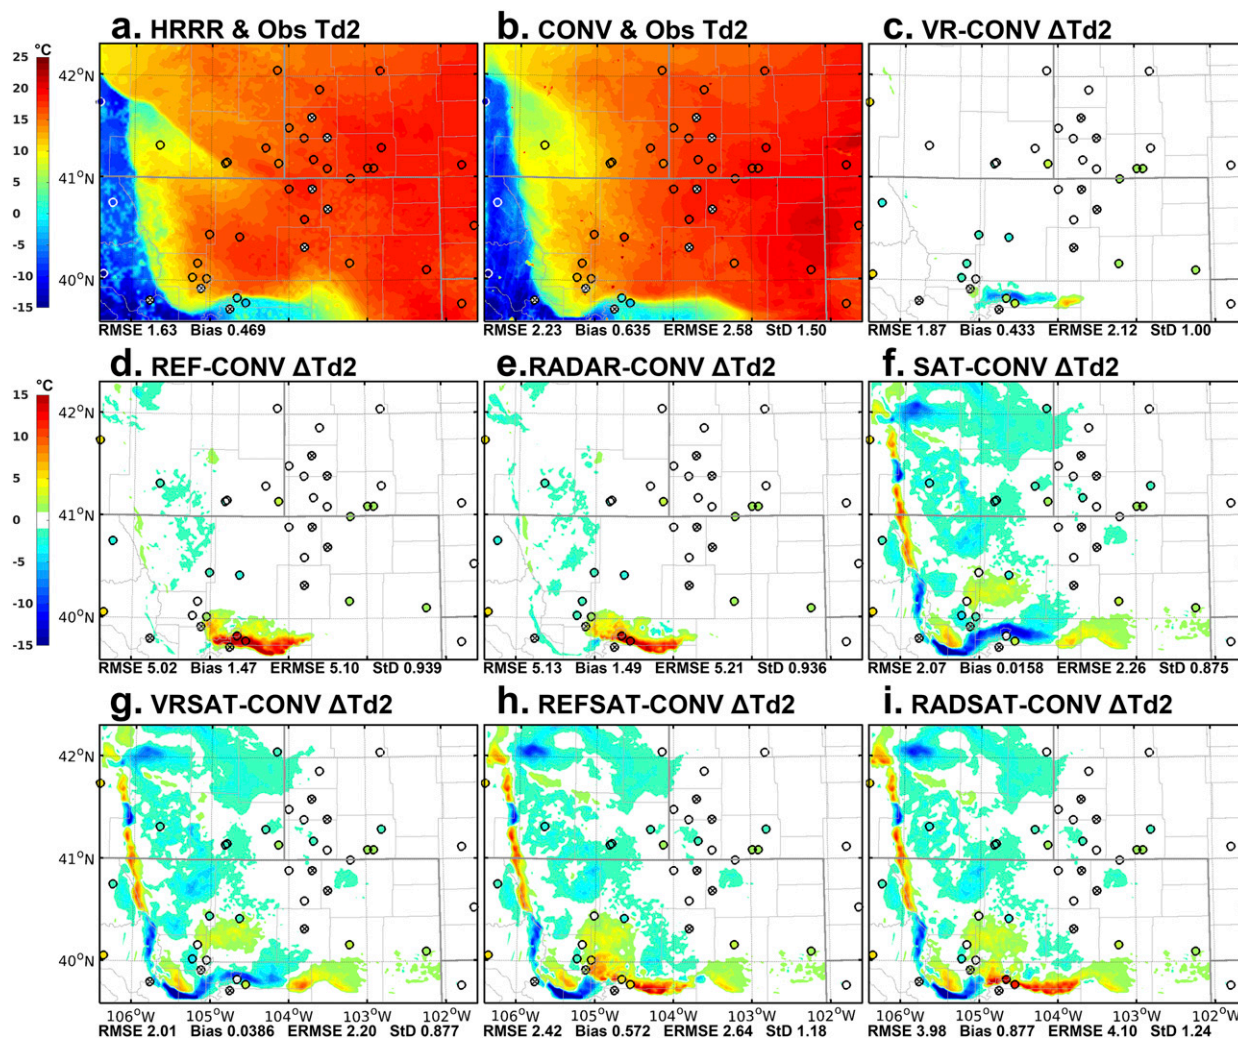 a. HRRR & Obs Td2
b. CONV & Obs Td2
c. VR-CONV ΔTd2
°C
25
20
15
10
5
0
-5
-10
-15
42°N
41°N
40°N
RMSE 1.63 Bias 0.469
RMSE 2.23 Bias 0.635 ERMSE 2.58 StD 1.50
RMSE 1.87 Bias 0.433 ERMSE 2.12 StD 1.00
d. REF-CONV ΔTd2
e. RADAR-CONV ΔTd2
f. SAT-CONV ΔTd2
°C
15
10
5
0
-5
-10
-15
42°N
41°N
40°N
RMSE 5.02 Bias 1.47 ERMSE 5.10 StD 0.939
RMSE 5.13 Bias 1.49 ERMSE 5.21 StD 0.936
RMSE 2.07 Bias 0.0158 ERMSE 2.26 StD 0.875
g. VRSAT-CONV ΔTd2
h. REFSAT-CONV ΔTd2
i. RADSAT-CONV ΔTd2
42°N
41°N
40°N
106°W 105°W 104°W 103°W 102°W
106°W 105°W 104°W 103°W 102°W
106°W 105°W 104°W 103°W 102°W
RMSE 2.01 Bias 0.0386 ERMSE 2.20 StD 0.877
RMSE 2.42 Bias 0.572 ERMSE 2.64 StD 1.18
RMSE 3.98 Bias 0.877 ERMSE 4.10 StD 1.24